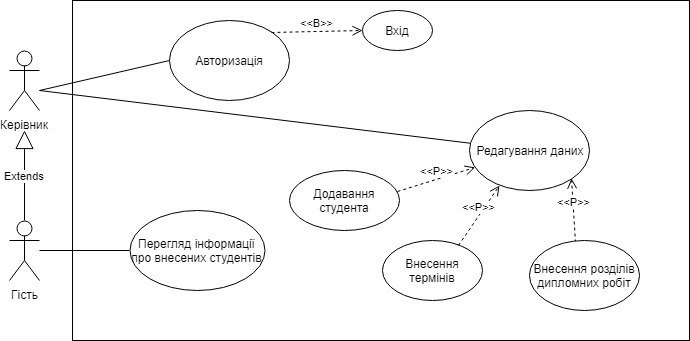 <<В>>
Вхід
Авторизація
Керівник
Редагування даних
Extends
<<Р>>
Додавання
студента
<<Р>>
<<Р>>
Перегляд інформації
про внесених студентів
Внесення
термінів
Внесення розділів
дипломних робіт
Гість